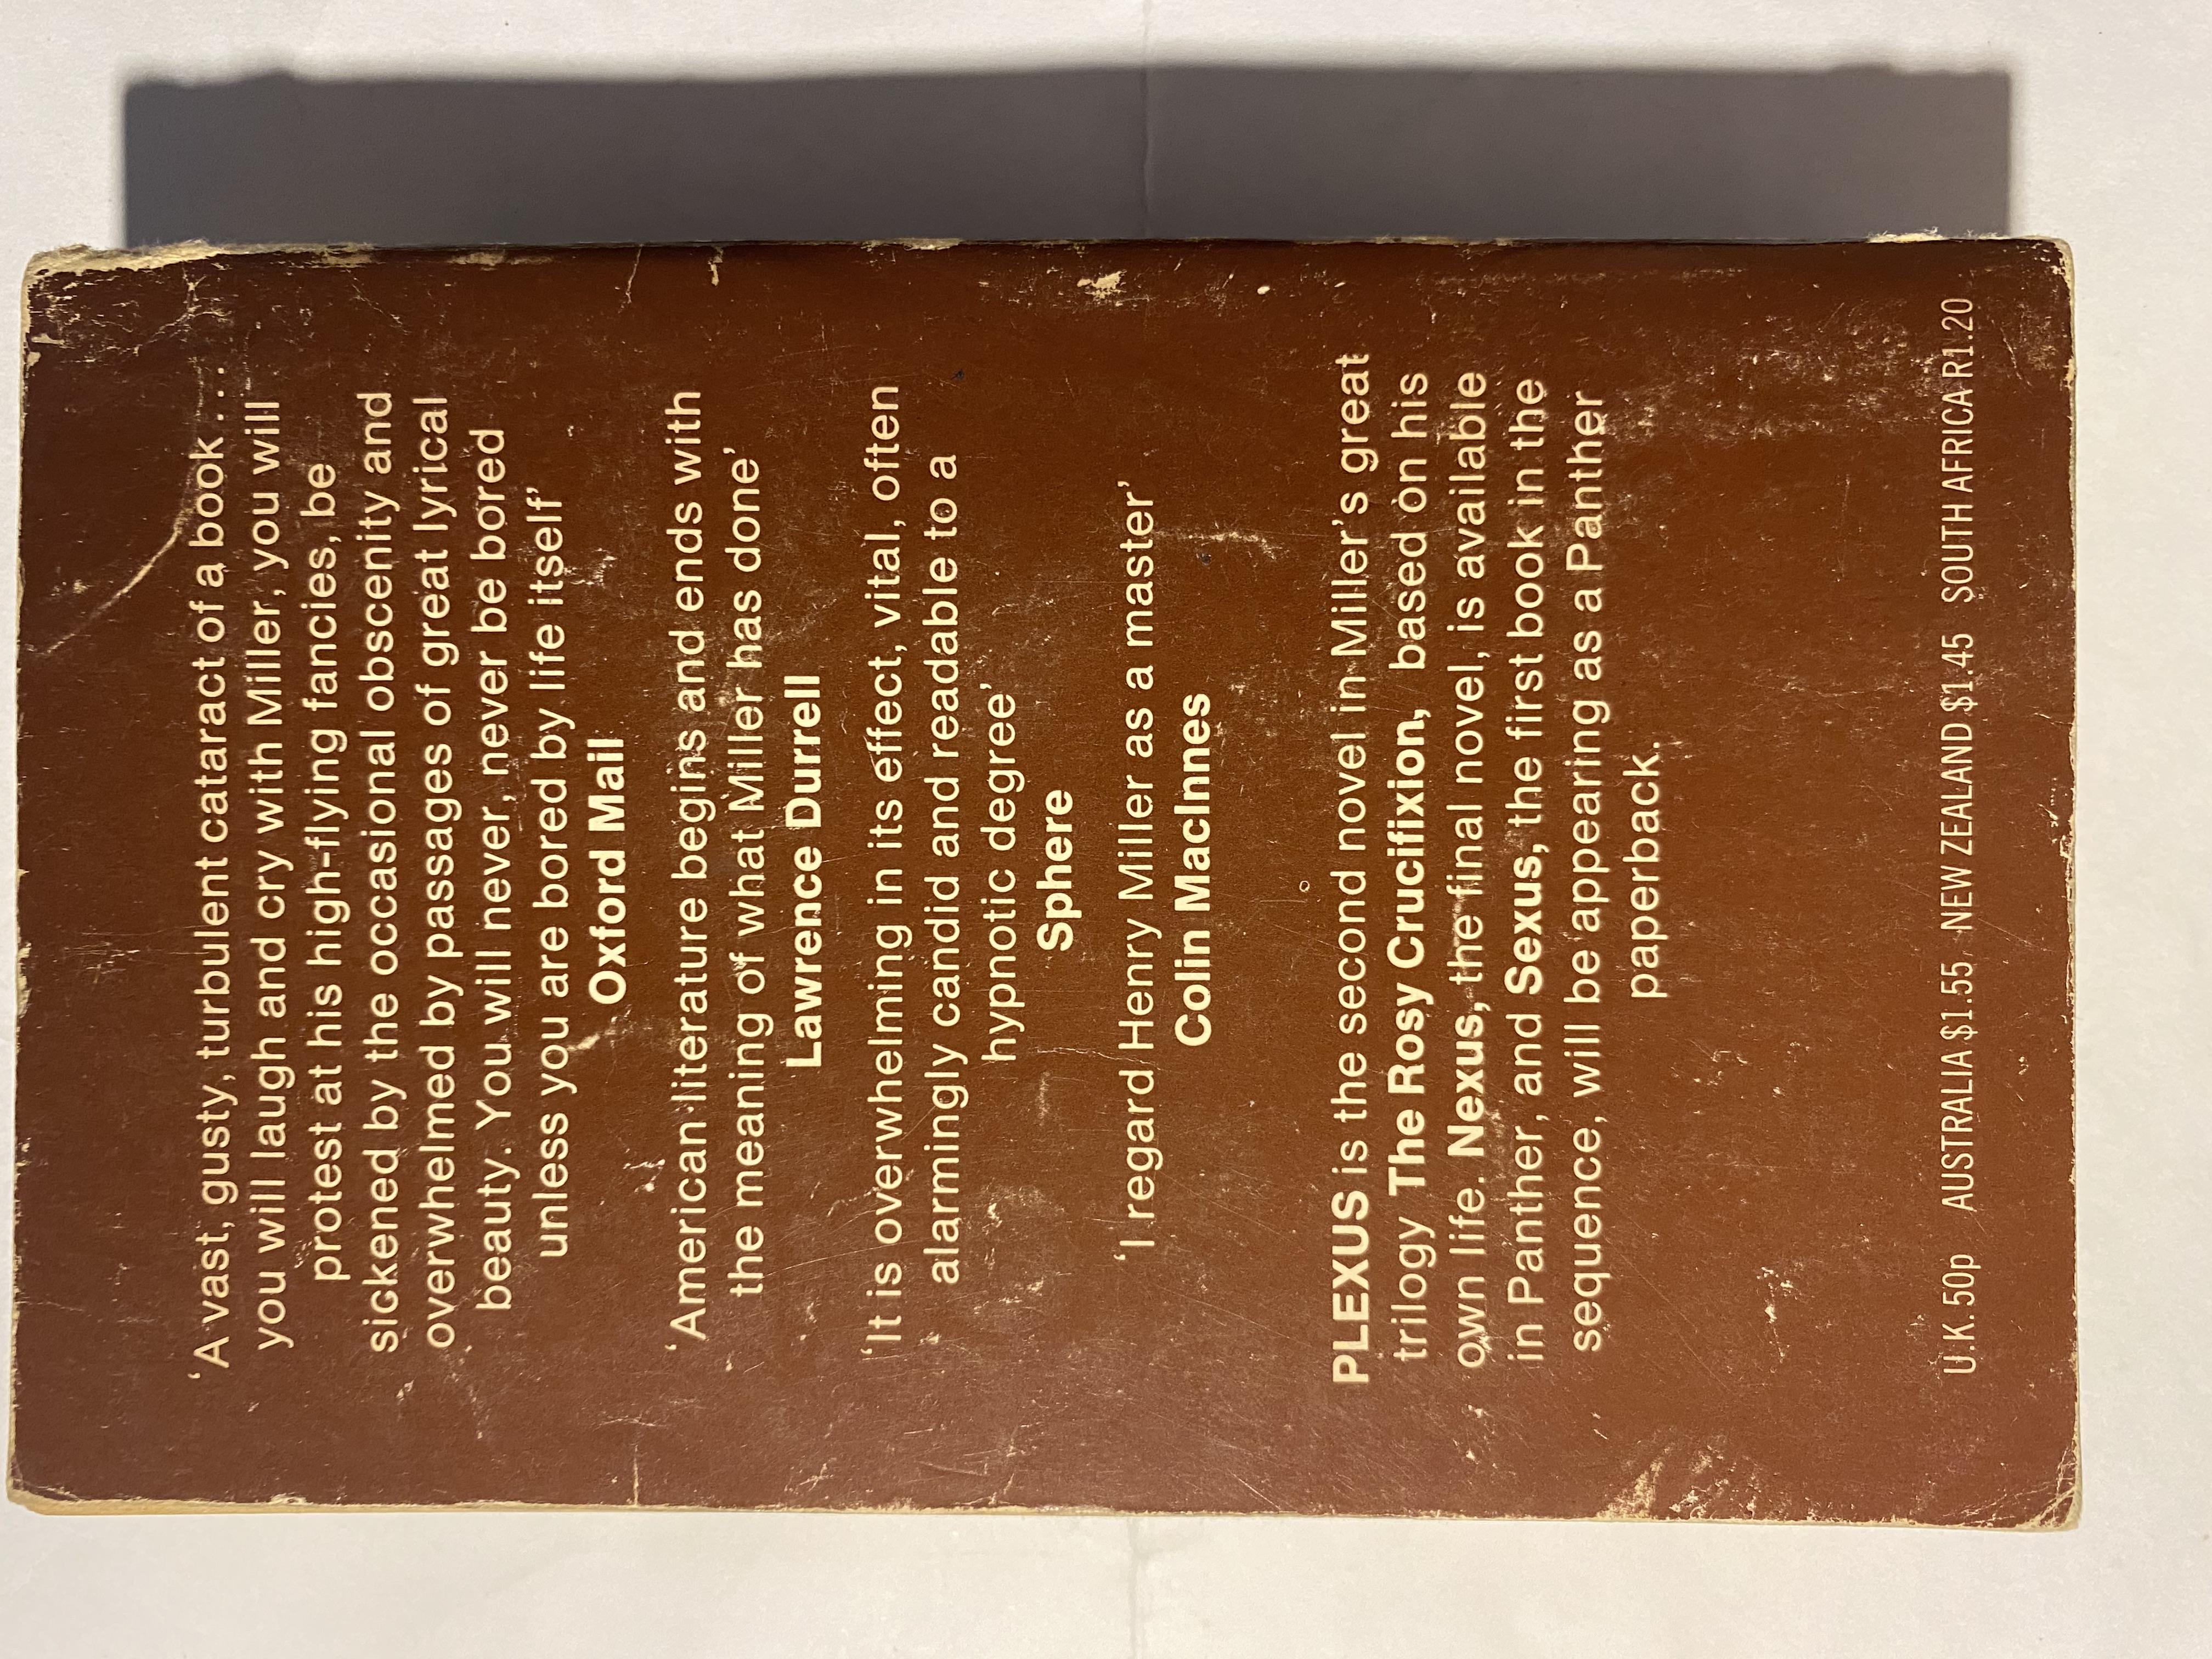 ‘A vast, gusty, turbulent cataract of a book . . .
you will laugh and cry with Miller, you will
protest at his high-flying fancies, be
sickened by the occasional obscenity and
overwhelmed by passages of great lyrical
beauty. You will never, never be bored
unless you are bored by life itself’
Oxford Mail
‘American literature begins and ends with
the meaning of what Miller has done’
Lawrence Durrell
‘It is overwhelming in its effect, vital, often
alarmingly candid and readable to a
hypnotic degree’
Sphere
‘I regard Henry Miller as a master’
Colin MacInnes
PLEXUS is the second novel in Miller’s great
trilogy The Rosy Crucifixion, based on his
own life. Nexus, the final novel, is available
in Panther, and Sexus, the first book in the
sequence, will be appearing as a Panther
paperback.
U.K. 50p AUSTRALIA $1.55 NEW ZEALAND $1.45 SOUTH AFRICA R1.20